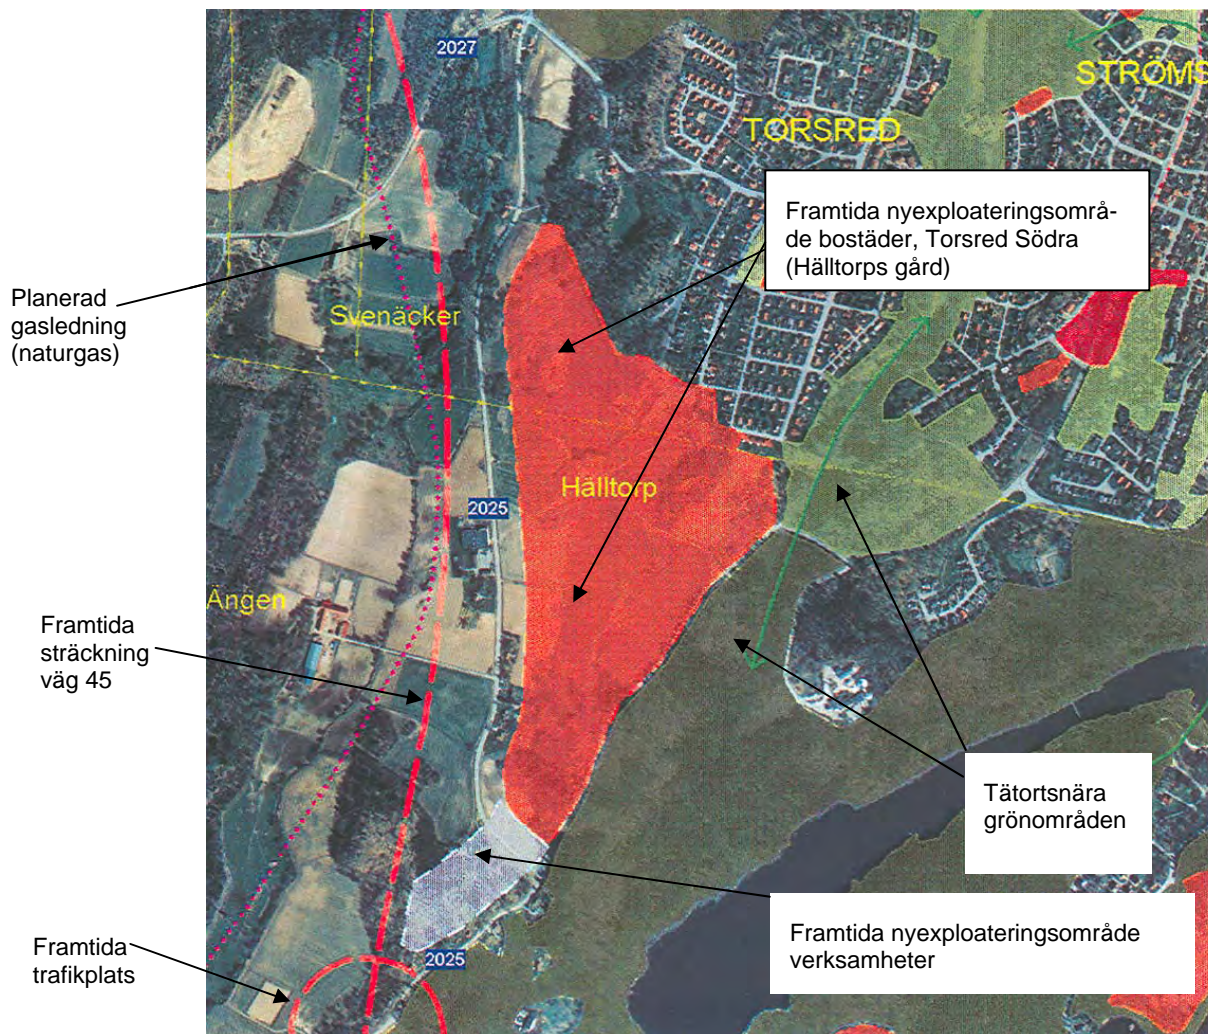 2027
STRÖMS
TORSRED
Framtida nyexploateringsområ-
de bostäder, Torsred Södra
(Hälltorps gård)
Planerad
gasledning
(naturgas)
Svenäcker
Hälltorp
2025
Ängen
Framtida
sträckning
väg 45
Tätortsnära
grönområden
Framtida nyexploateringsområde
verksamheter
Framtida
trafikplats
2025